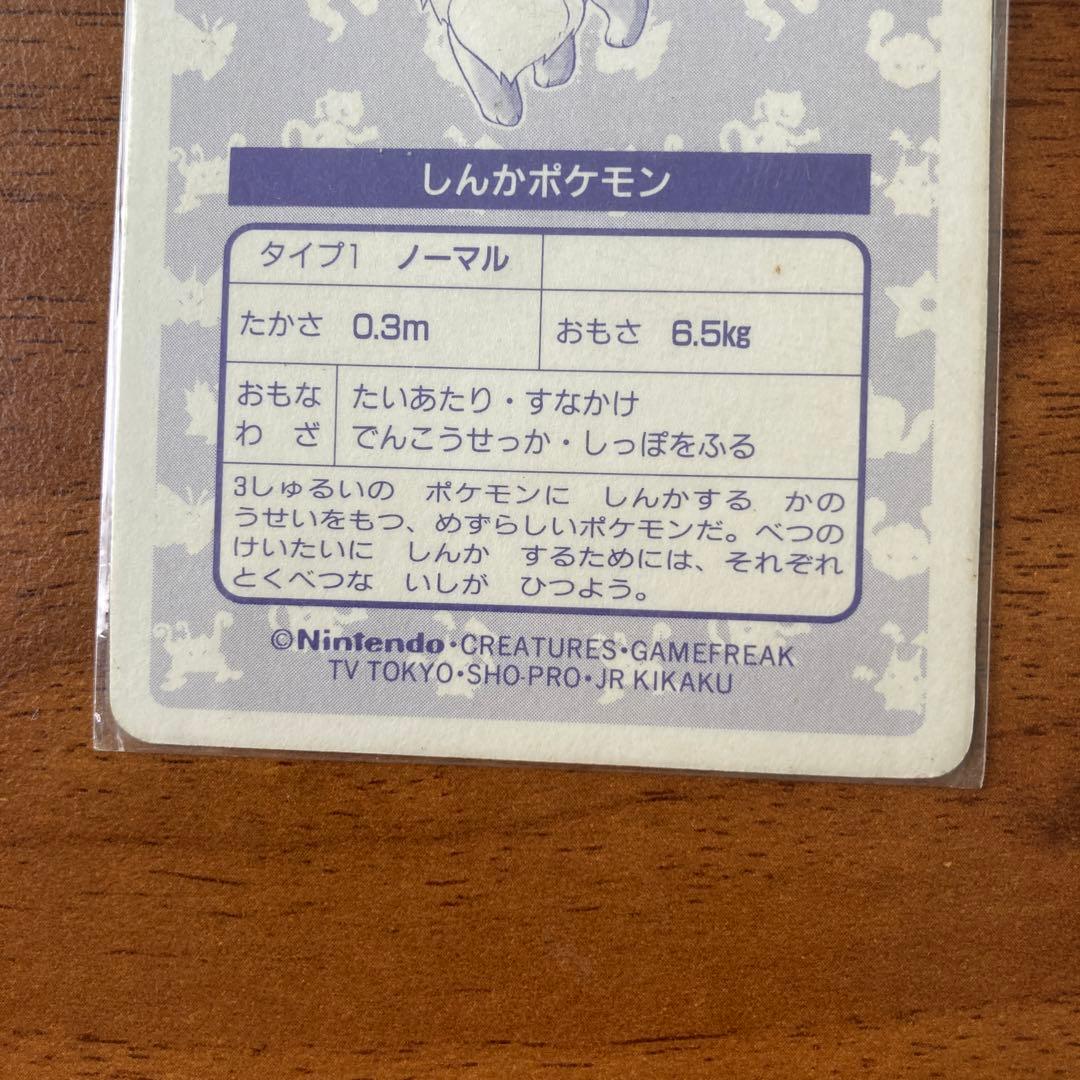 しんかポケモン
タイプ1 ノーマル
たかさ 0.3m おもさ 6.5kg
おもな たいあたり・すなかけ
わ ざ でんこうせっか・しっぽをふる
3しゅるいの ポケモンに しんかする かの
うせいをもつ、めずらしいポケモンだ。べつの
けいたいに しんか するためには、それぞれ
とくべつな いしが ひつよう。
©Nintendo・CREATURES・GAMEFREAK
TV TOKYO・SHO-PRO・JR KIKAKU